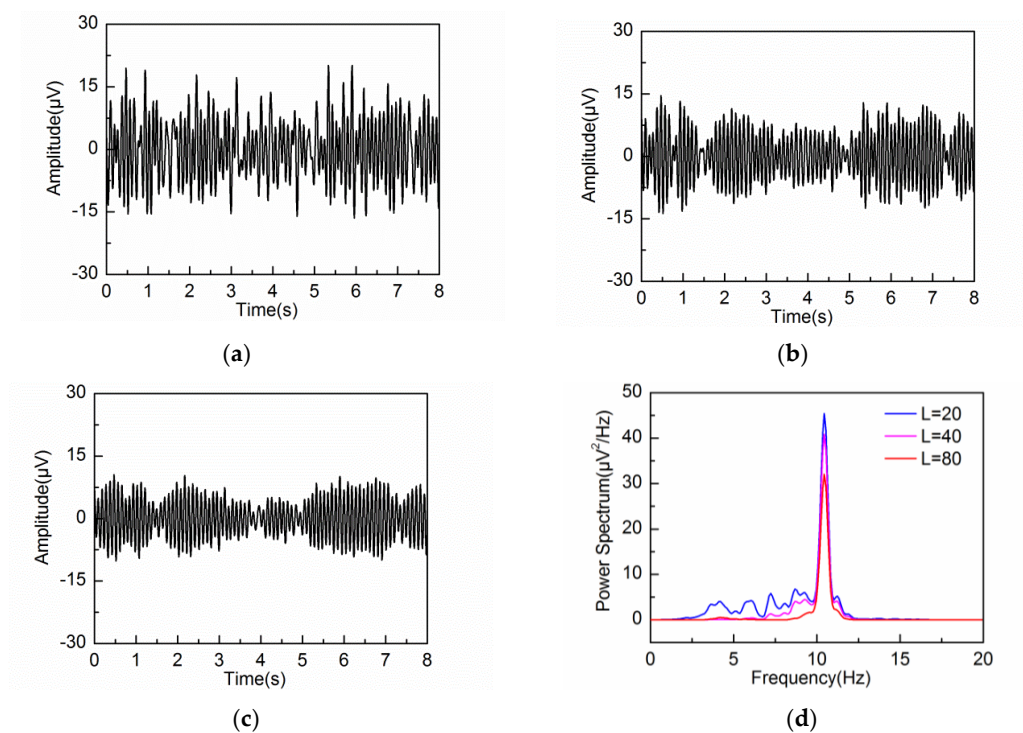 30
15
0
-15
-30
Amplitude(μV)
0 1 2 3 4 5 6 7 8
Time(s)
(a)
30
15
0
-15
-30
Amplitude(μV)
0 1 2 3 4 5 6 7 8
Time(s)
(b)
30
15
0
-15
-30
Amplitude(μV)
0 1 2 3 4 5 6 7 8
Time(s)
(c)
50
40
30
20
10
0
Power Spectrum(μV²/Hz)
L=20
L=40
L=80
0 5 10 15 20
Frequency(Hz)
(d)